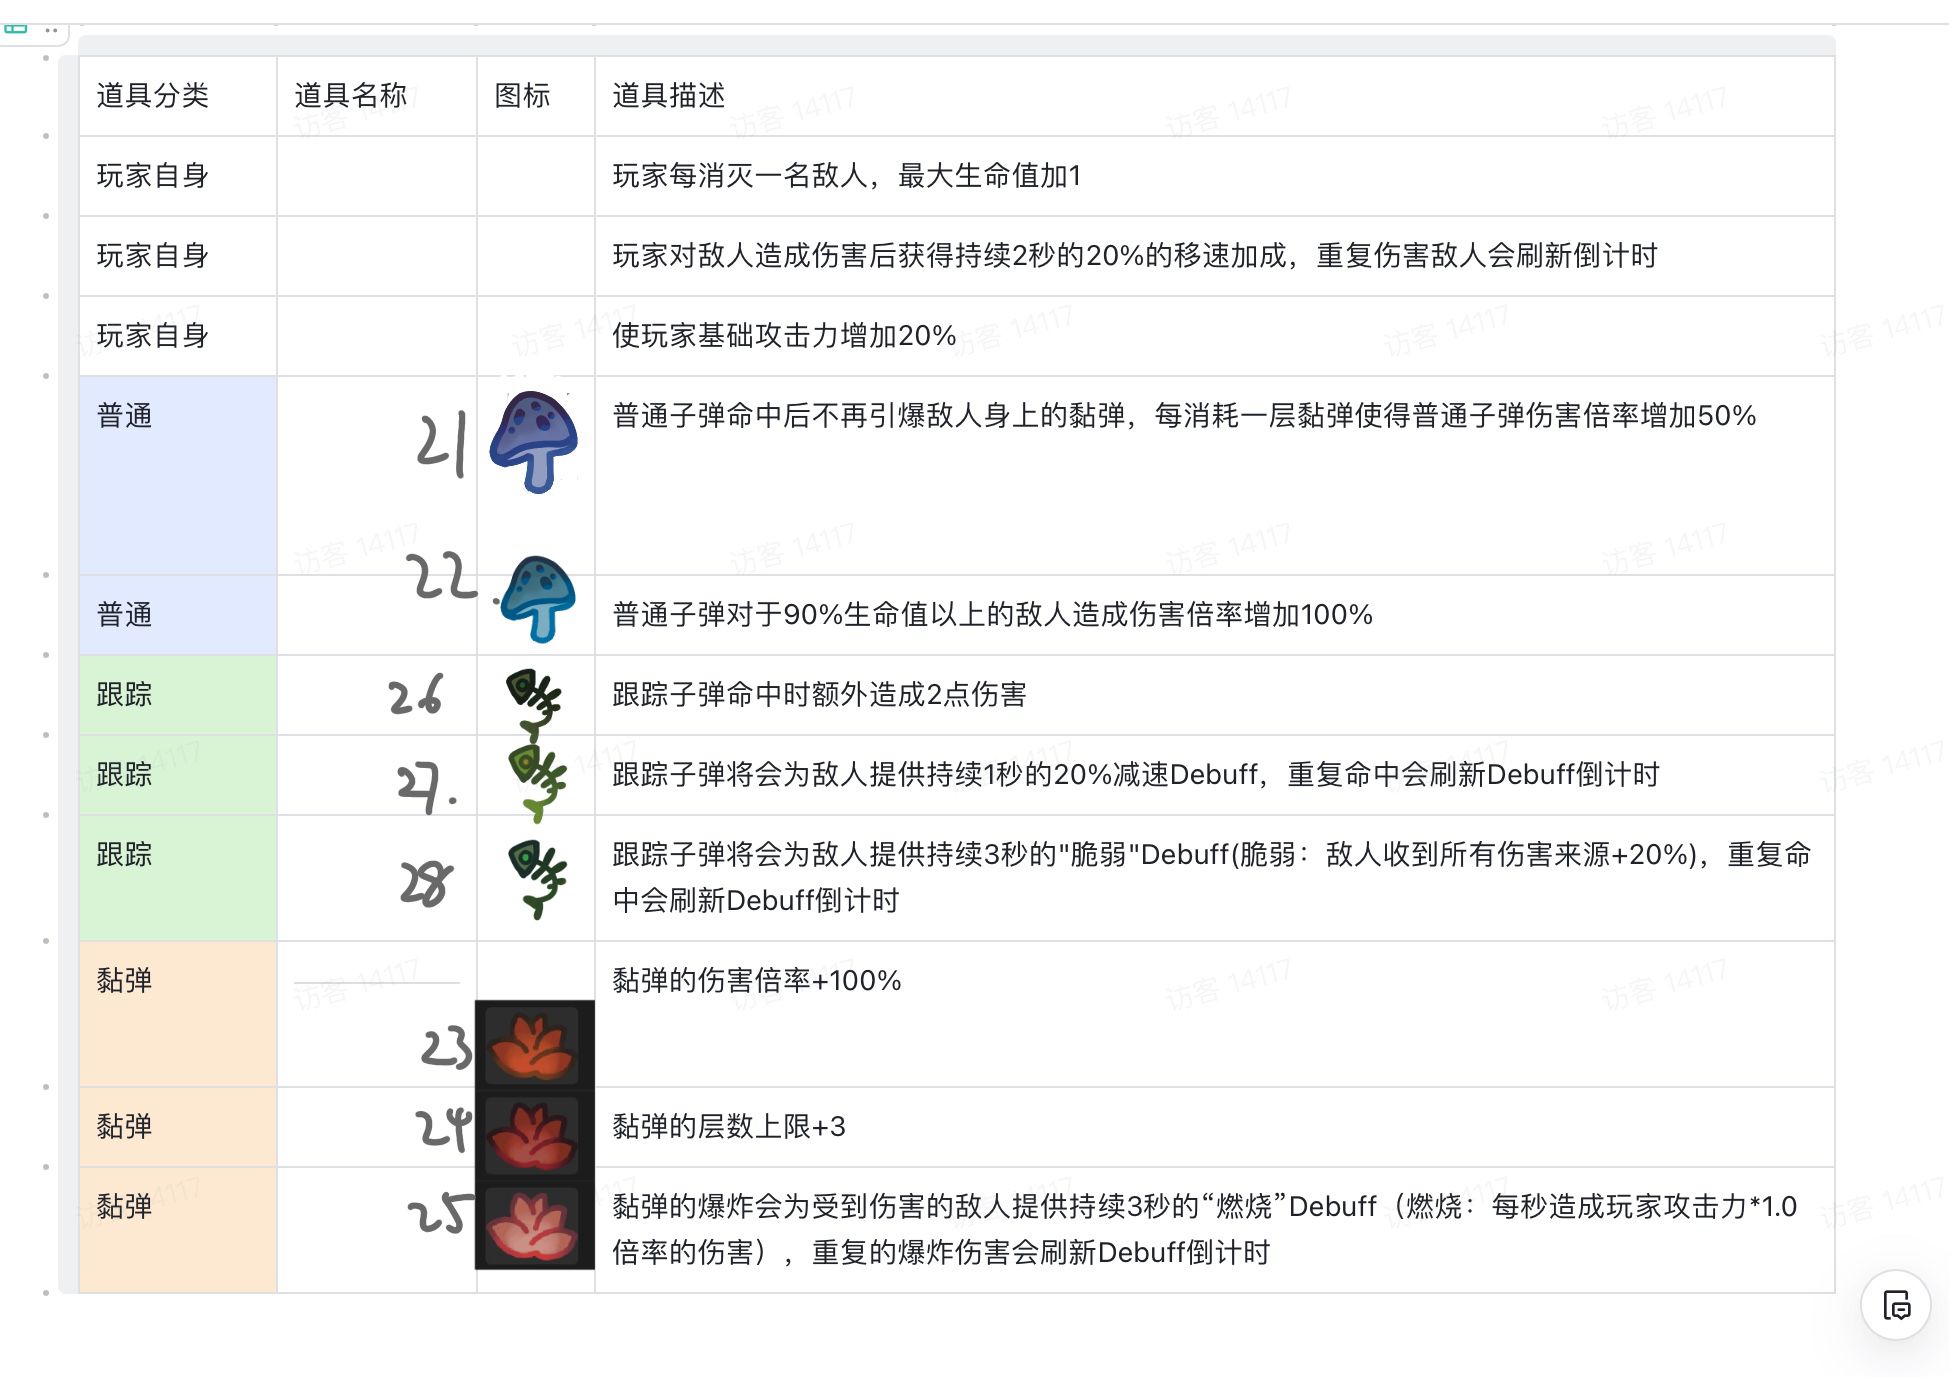 道具分类 道具名称 图标 道具描述
玩家自身 玩家每消灭一名敌人，最大生命值加1
玩家自身 玩家对敌人造成伤害后获得持续2秒的20%的移速加成，重复伤害敌人会刷新倒计时
玩家自身 使玩家基础攻击力增加20%
普通 21 普通子弹命中后不再引爆敌人身上的黏弹，每消耗一层黏弹使得普通子弹伤害倍率增加50%
普通 22. 普通子弹对于90%生命值以上的敌人造成伤害倍率增加100%
跟踪 26 跟踪子弹命中时额外造成2点伤害
跟踪 27. 跟踪子弹将会为敌人提供持续1秒的20%减速Debuff，重复命中会刷新Debuff倒计时
跟踪 28 跟踪子弹将会为敌人提供持续3秒的"脆弱"Debuff(脆弱：敌人收到所有伤害来源+20%)，重复命
中会刷新Debuff倒计时
黏弹 23 黏弹的伤害倍率+100%
黏弹 24 黏弹的层数上限+3
黏弹 25 黏弹的爆炸会为受到伤害的敌人提供持续3秒的“燃烧”Debuff（燃烧：每秒造成玩家攻击力*1.0
倍率的伤害），重复的爆炸伤害会刷新Debuff倒计时
访客 14117